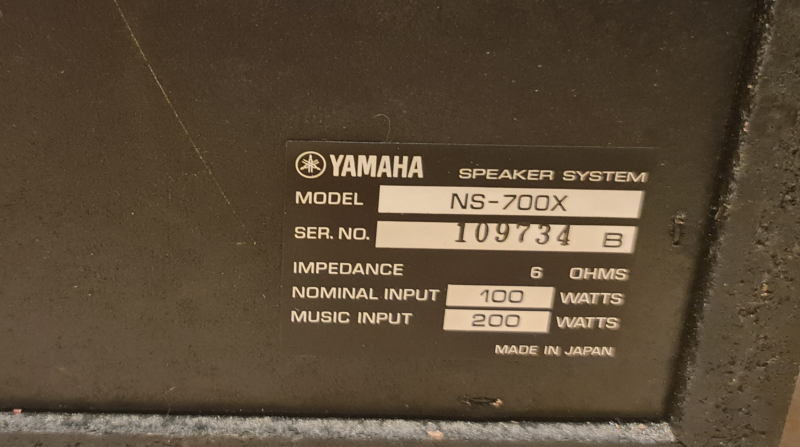 YAMAHA SPEAKER SYSTEM
MODEL NS-700X
SER. NO. 109734 B
IMPEDANCE 6 OHMS
NOMINAL INPUT 100 WATTS
MUSIC INPUT 200 WATTS
MADE IN JAPAN